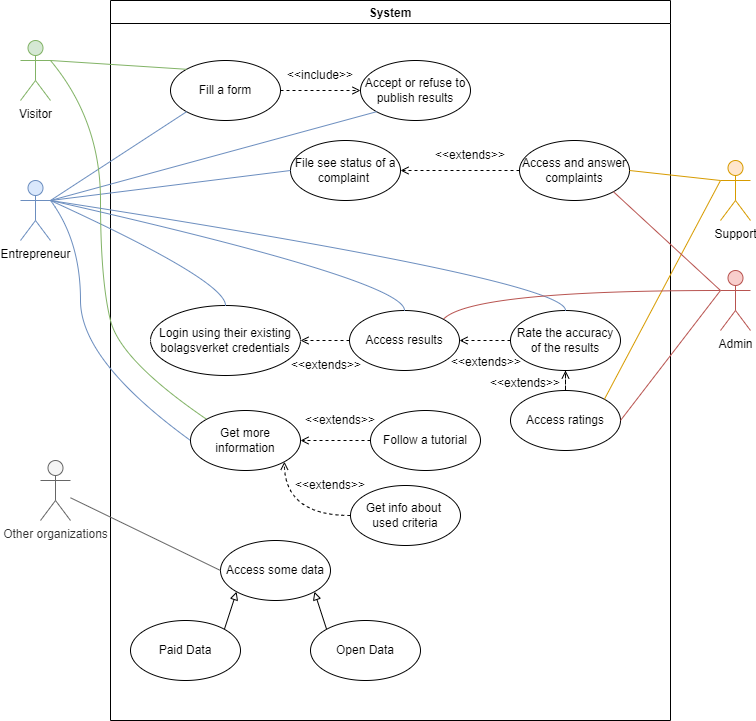 System
Visitor
Fill a form
<<include>>
Accept or refuse to
publish results
File see status of a
complaint
<<extends>>
Access and answer
complaints
Support
Entrepreneur
Login using their existing
bolagsverket credentials
<<extends>>
Access results
<<extends>>
Rate the accuracy
of the results
Admin
<<extends>>
Access ratings
Get more
information
<<extends>>
Follow a tutorial
<<extends>>
Get info about
used criteria
Other organizations
Access some data
Paid Data
Open Data